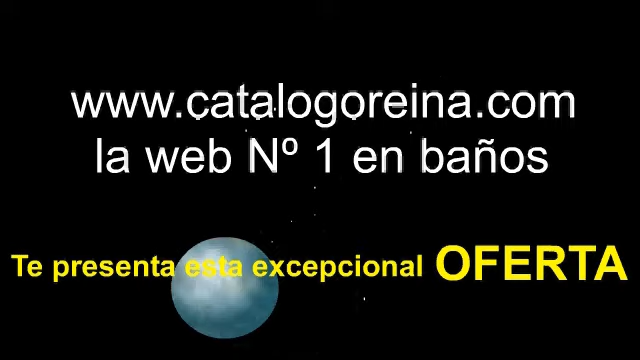 www.catalogoreina.com
la web Nº 1 en baños
Te presenta esta excepcional OFERTA